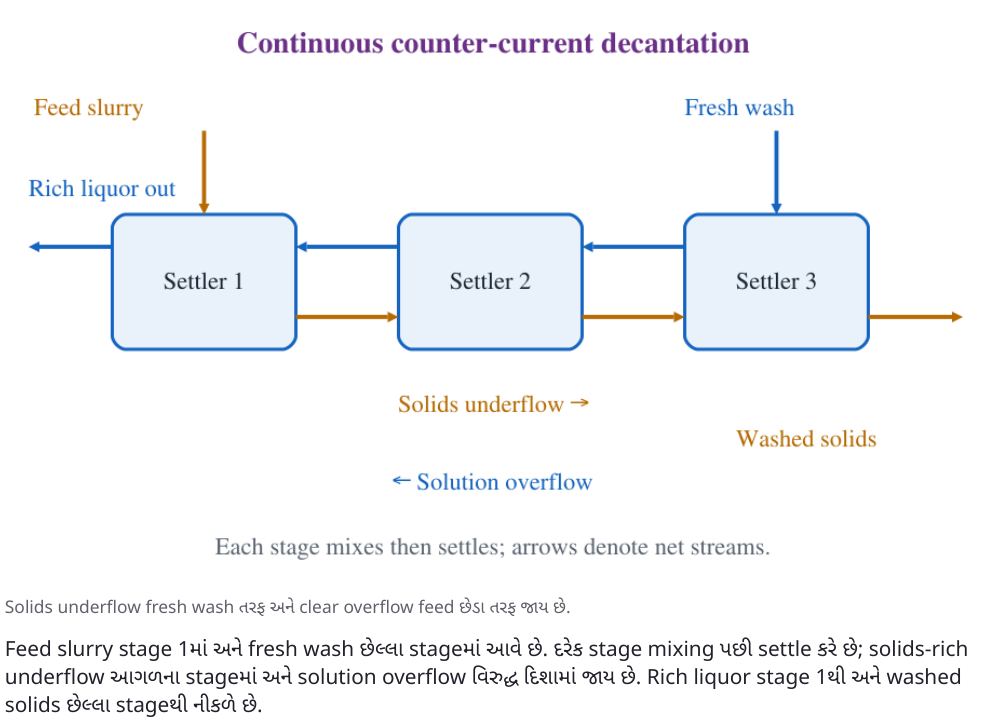 Continuous counter-current decantation
Feed slurry
Fresh wash
Rich liquor out
Settler 1
Settler 2
Settler 3
Solids underflow →
Washed solids
← Solution overflow
Each stage mixes then settles; arrows denote net streams.
Solids underflow fresh wash તરફ અને clear overflow feed છેડા તરફ જાય છે.
Feed slurry stage 1માં અને fresh wash છેલ્લા stageમાં આવે છે. દરેક stage mixing પછી settle કરે છે; solids-rich
underflow આગળના stageમાં અને solution overflow વિરુદ્ધ દિશામાં જાય છે. Rich liquor stage 1થી અને washed
solids છેલ્લા stageથી નીકળે છે.